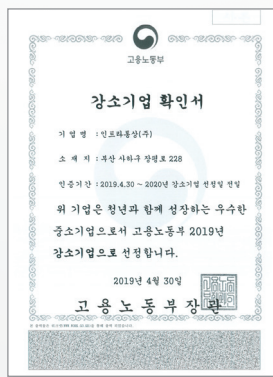 고용노동부
강소기업 확인서
기 업 명 : 인프라통상(주)
소 재 지 : 부산 사하구 장평로 228
인증기간 : 2019.4.30 ~ 2020년 강소기업 선정일 전일
위 기업은 청년과 함께 성장하는 우수한
중소기업으로서 고용노동부 2019년
강소기업으로 선정합니다.
2019년 4월 30일
고 용 노 동 부 장 관